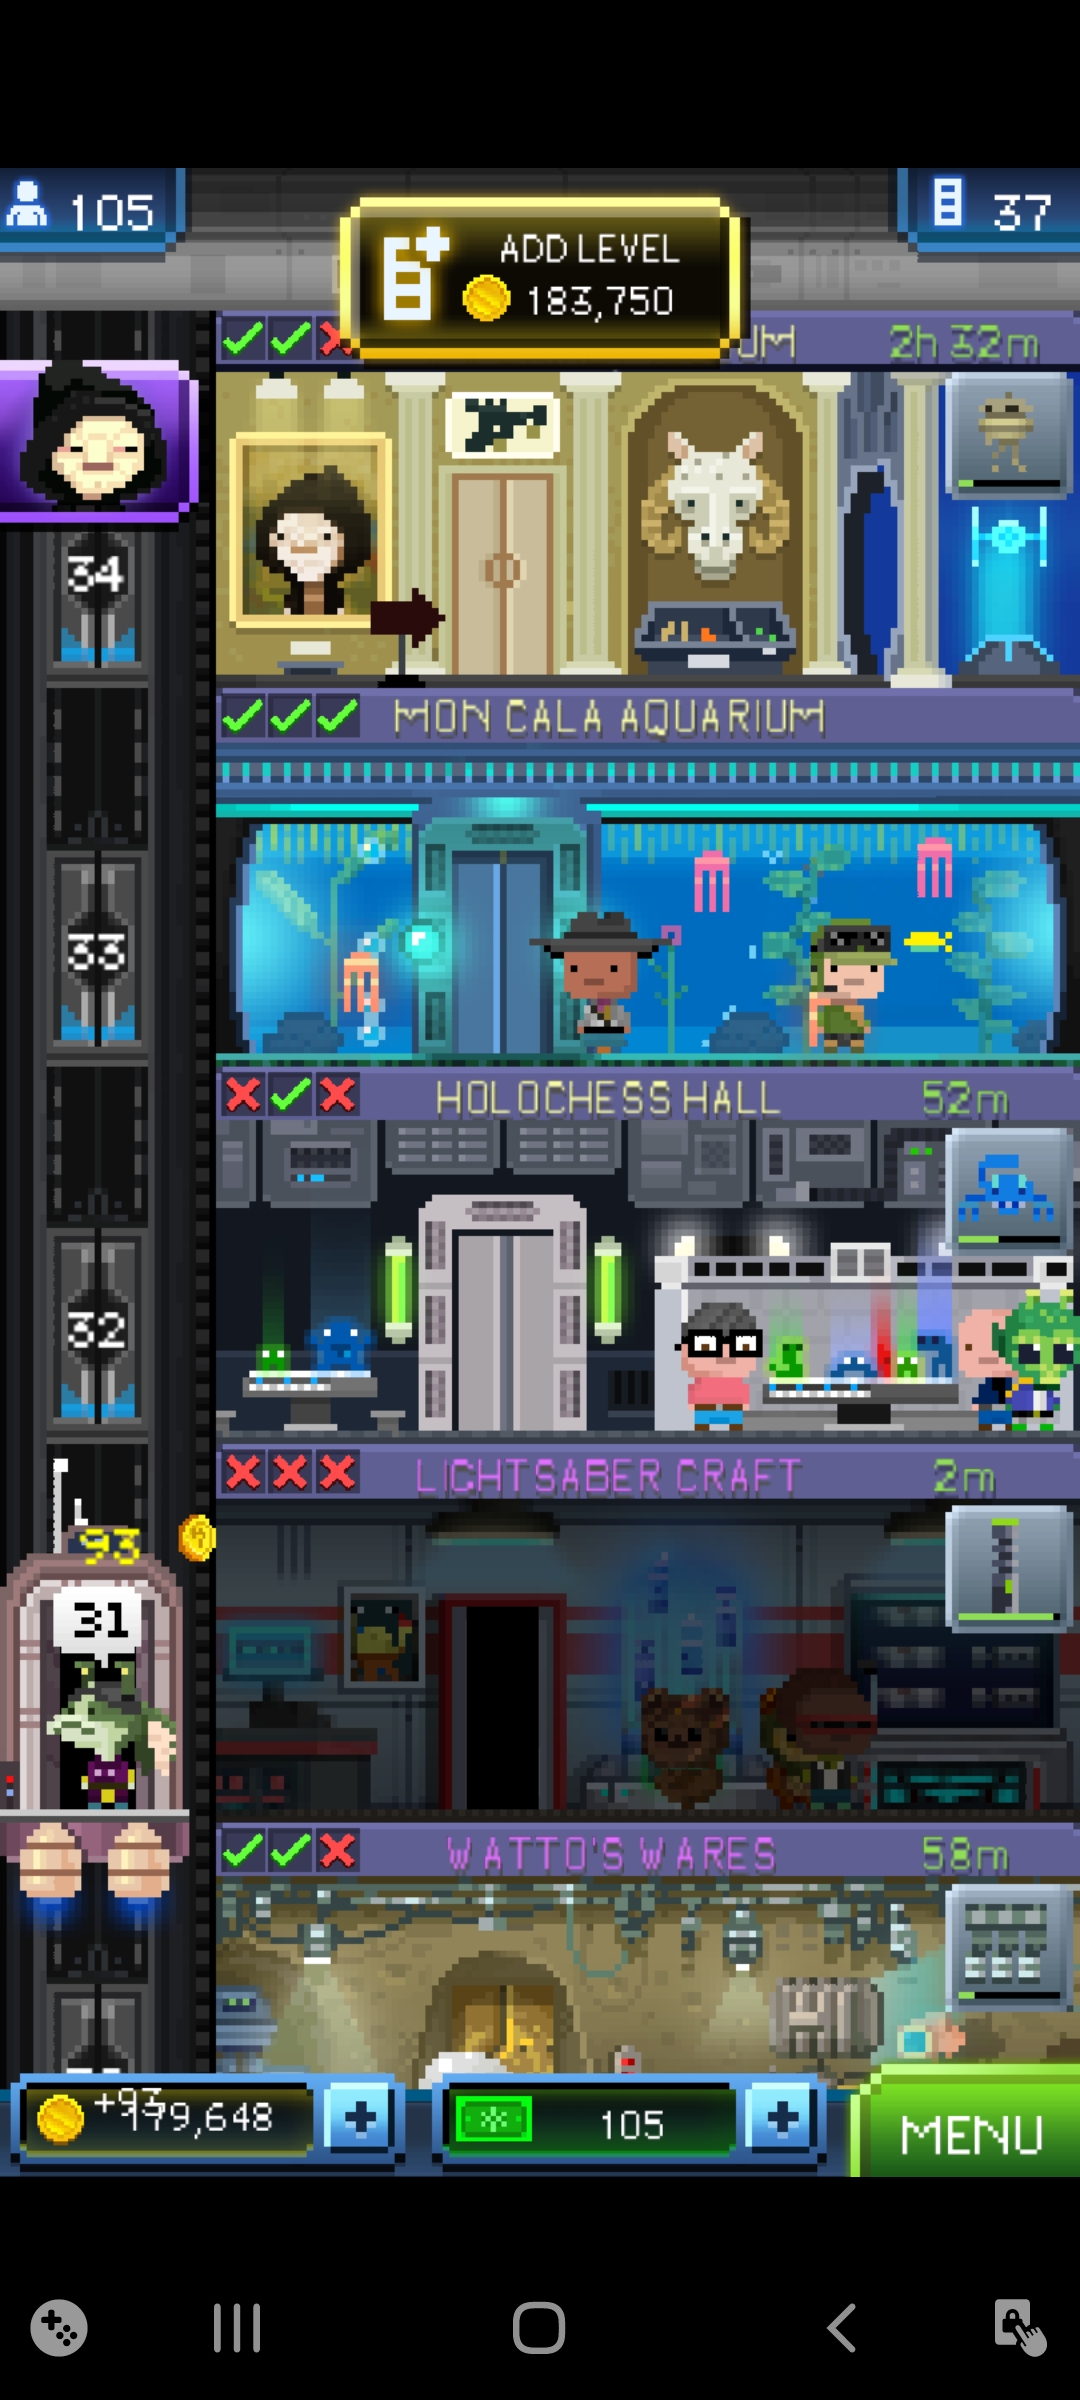 105
37
ADD LEVEL
183,750
UM
2h 32m
34
MON CALA AQUARIUM
33
HOLOCHESS HALL
52m
32
LIGHTSABER CRAFT
2m
93
31
WATTO'S WARES
58m
+93
179,648
105
MENU